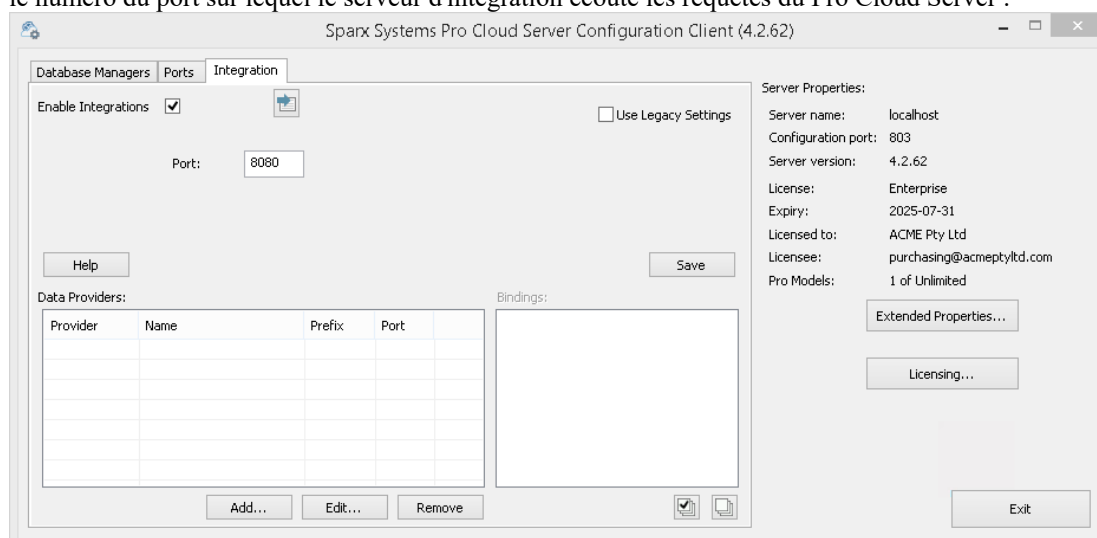 le numéro du port sur lequel le serveur d'intégration écoute les requêtes du Pro Cloud Server :
Sparx Systems Pro Cloud Server Configuration Client (4.2.62)
Database Managers Ports Integration
Enable Integrations
Use Legacy Settings
Port: 8080
Help
Save
Data Providers:
Bindings:
Provider Name Prefix Port
Add... Edit... Remove
Server Properties:
Server name: localhost
Configuration port: 803
Server version: 4.2.62
License: Enterprise
Expiry: 2025-07-31
Licensed to: ACME Pty Ltd
Licensee: purchasing@acmeptyltd.com
Pro Models: 1 of Unlimited
Extended Properties...
Licensing...
Exit